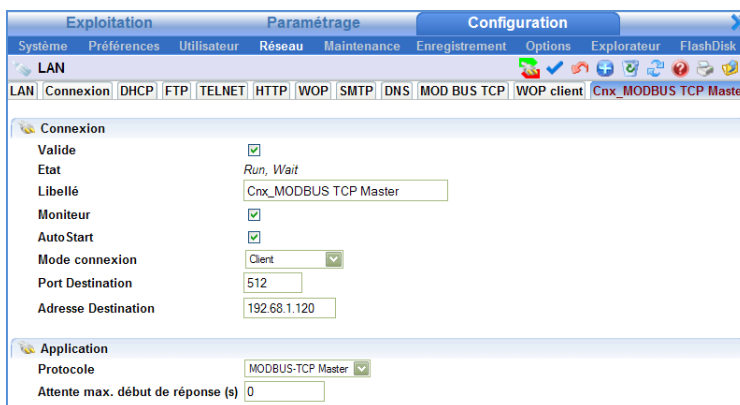 Exploitation Paramétrage Configuration
Système Préférences Utilisateur Réseau Maintenance Enregistrement Options Explorateur FlashDisk
LAN
LAN Connexion DHCP FTP TELNET HTTP WOP SMTP DNS MOD BUS TCP WOP client Cnx_MODBUS TCP Maste
Connexion
Valide
Etat Run, Wait
Libellé Cnx_MODBUS TCP Master
Moniteur
AutoStart
Mode connexion Client
Port Destination 512
Adresse Destination 192.68.1.120
Application
Protocole MODBUS-TCP Master
Attente max. début de réponse (s) 0